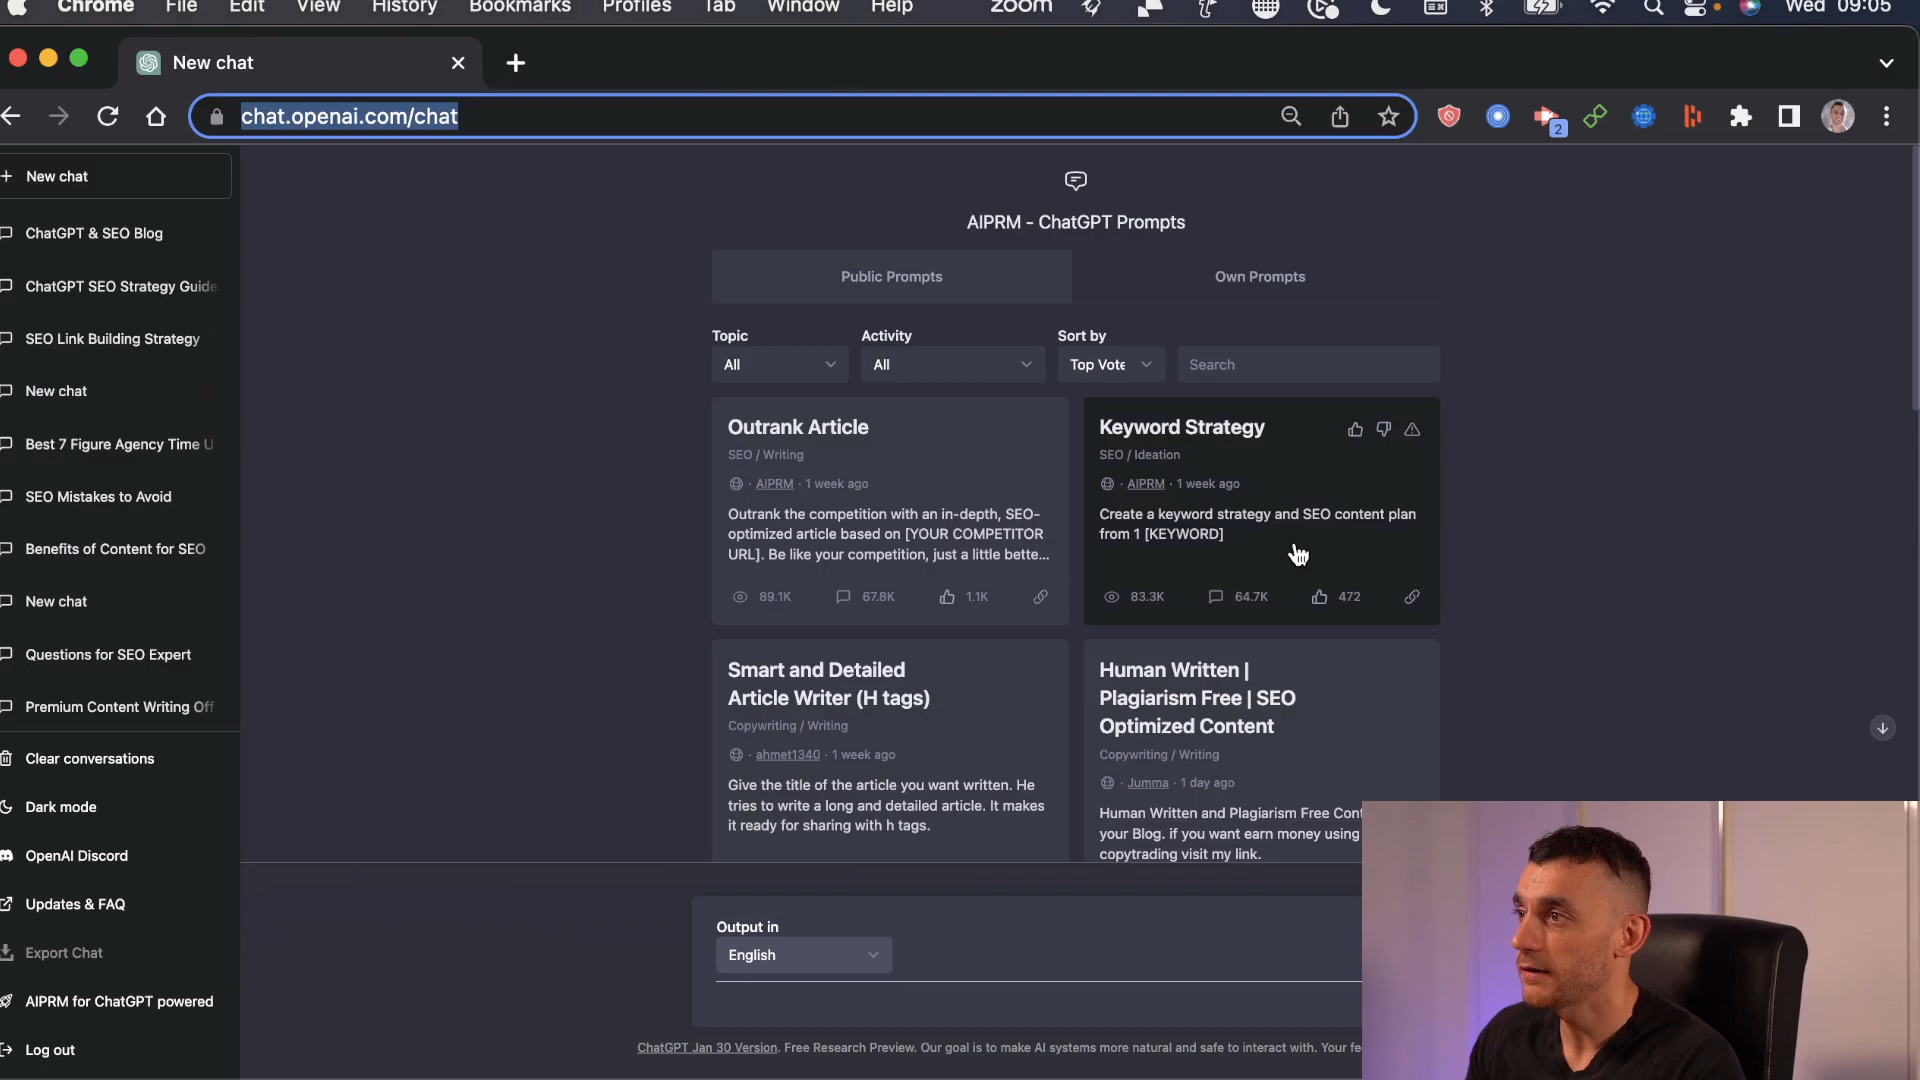 Chrome File Edit View History Bookmarks Profiles Tab Window Help zoom Wed 09:05
New chat
chat.openai.com/chat
2
New chat
ChatGPT & SEO Blog
ChatGPT SEO Strategy Guide
SEO Link Building Strategy
New chat
Best 7 Figure Agency Time U
SEO Mistakes to Avoid
Benefits of Content for SEO
New chat
Questions for SEO Expert
Premium Content Writing Off
Clear conversations
Dark mode
OpenAI Discord
Updates & FAQ
Export Chat
AIPRM for ChatGPT powered
Log out
AIPRM - ChatGPT Prompts
Public Prompts Own Prompts
Topic Activity Sort by
All All Top Vote Search
Outrank Article
SEO / Writing
· AIPRM · 1 week ago
Outrank the competition with an in-depth, SEO-
optimized article based on [YOUR COMPETITOR
URL]. Be like your competition, just a little bette...
89.1K 67.8K 1.1K
Keyword Strategy
SEO / Ideation
· AIPRM · 1 week ago
Create a keyword strategy and SEO content plan
from 1 [KEYWORD]
83.3K 64.7K 472
Smart and Detailed
Article Writer (H tags)
Copywriting / Writing
· ahmet1340 · 1 week ago
Give the title of the article you want written. He
tries to write a long and detailed article. It makes
it ready for sharing with h tags.
Human Written |
Plagiarism Free | SEO
Optimized Content
Copywriting / Writing
· Jumma · 1 day ago
Human Written and Plagiarism Free Cont
your Blog. if you want earn money using
copytrading visit my link.
Output in
English
ChatGPT Jan 30 Version. Free Research Preview. Our goal is to make AI systems more natural and safe to interact with. Your fe